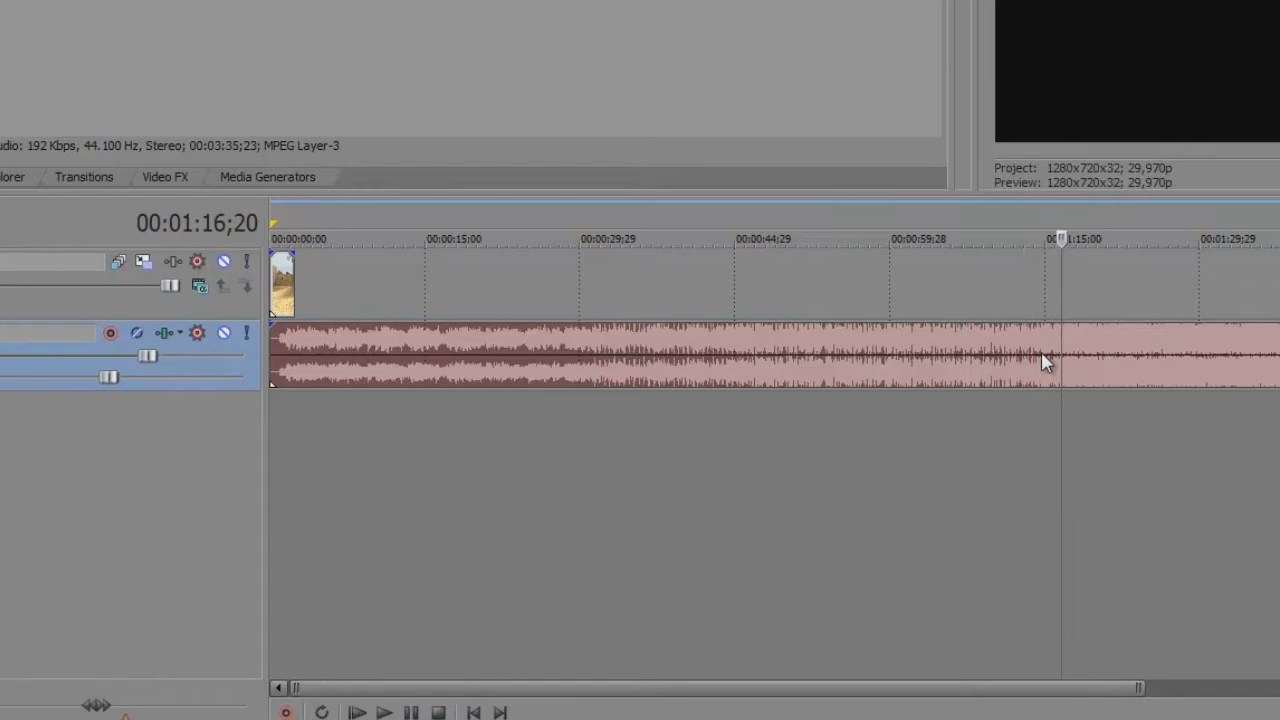 udio: 192 Kbps, 44.100 Hz, Stereo; 00:03:35;23; MPEG Layer-3
lorer Transitions Video FX Media Generators
Project: 1280x720x32; 29,970p
Preview: 1280x720x32; 29,970p
00:01:16;20
00:00:00;00 00:00:15;00 00:00:29;29 00:00:44;29 00:00:59;28 1:15:00 00:01:29;29